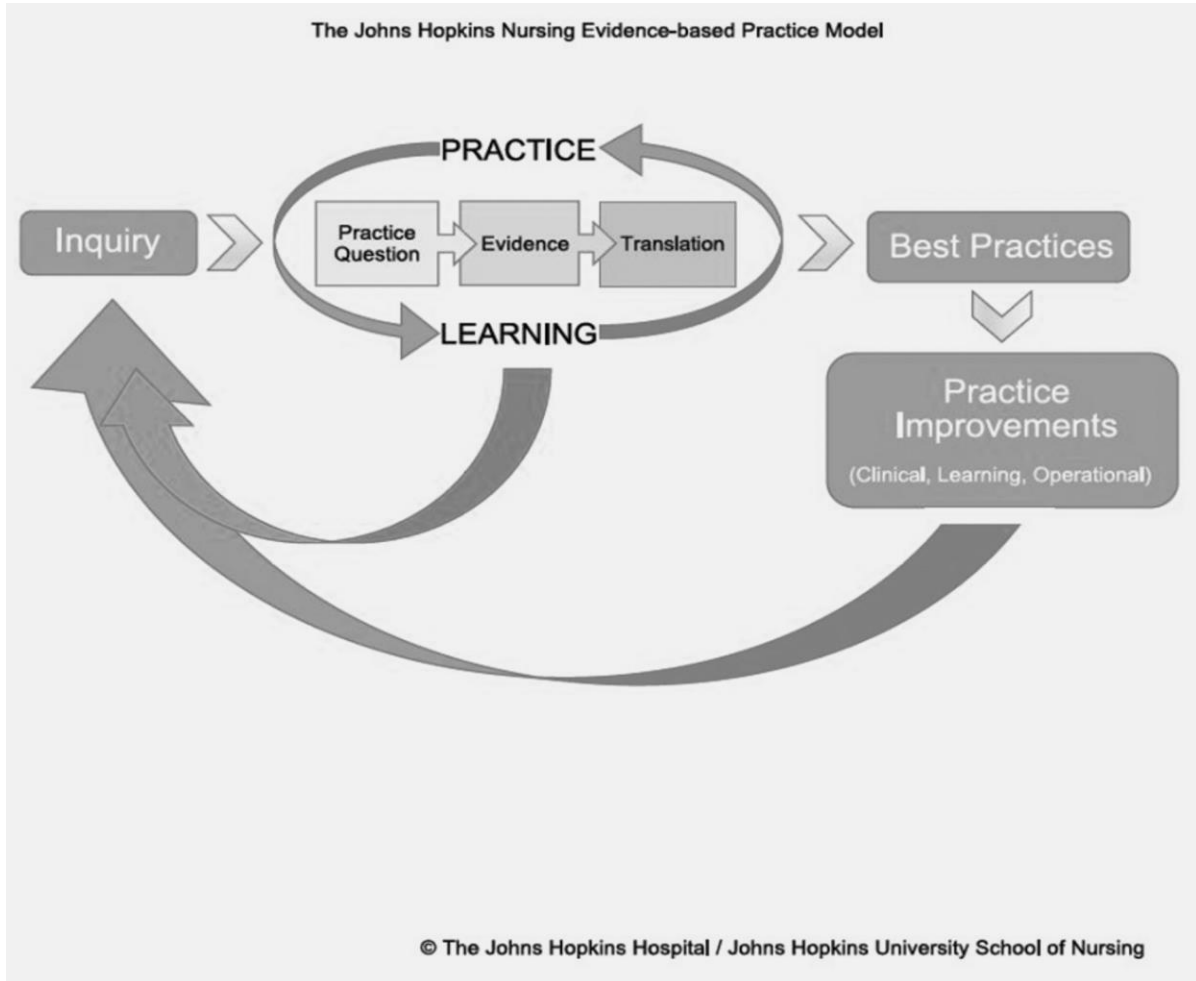 The Johns Hopkins Nursing Evidence-based Practice Model
PRACTICE
Inquiry
Practice
Question
Evidence
Translation
LEARNING
Best Practices
Practice
Improvements
(Clinical, Learning, Operational)
© The Johns Hopkins Hospital / Johns Hopkins University School of Nursing